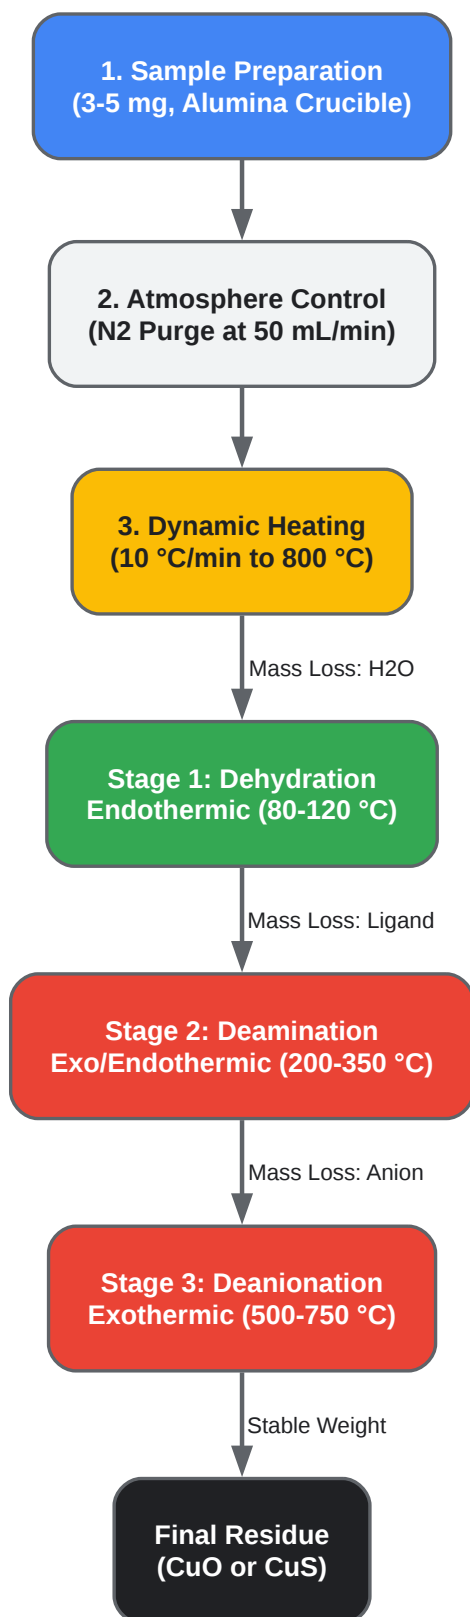 1. Sample Preparation
(3-5 mg, Alumina Crucible)
2. Atmosphere Control
(N2 Purge at 50 mL/min)
3. Dynamic Heating
(10 °C/min to 800 °C)
Mass Loss: H2O
Stage 1: Dehydration
Endothermic (80-120 °C)
Mass Loss: Ligand
Stage 2: Deamination
Exo/Endothermic (200-350 °C)
Mass Loss: Anion
Stage 3: Deanionation
Exothermic (500-750 °C)
Stable Weight
Final Residue
(CuO or CuS)